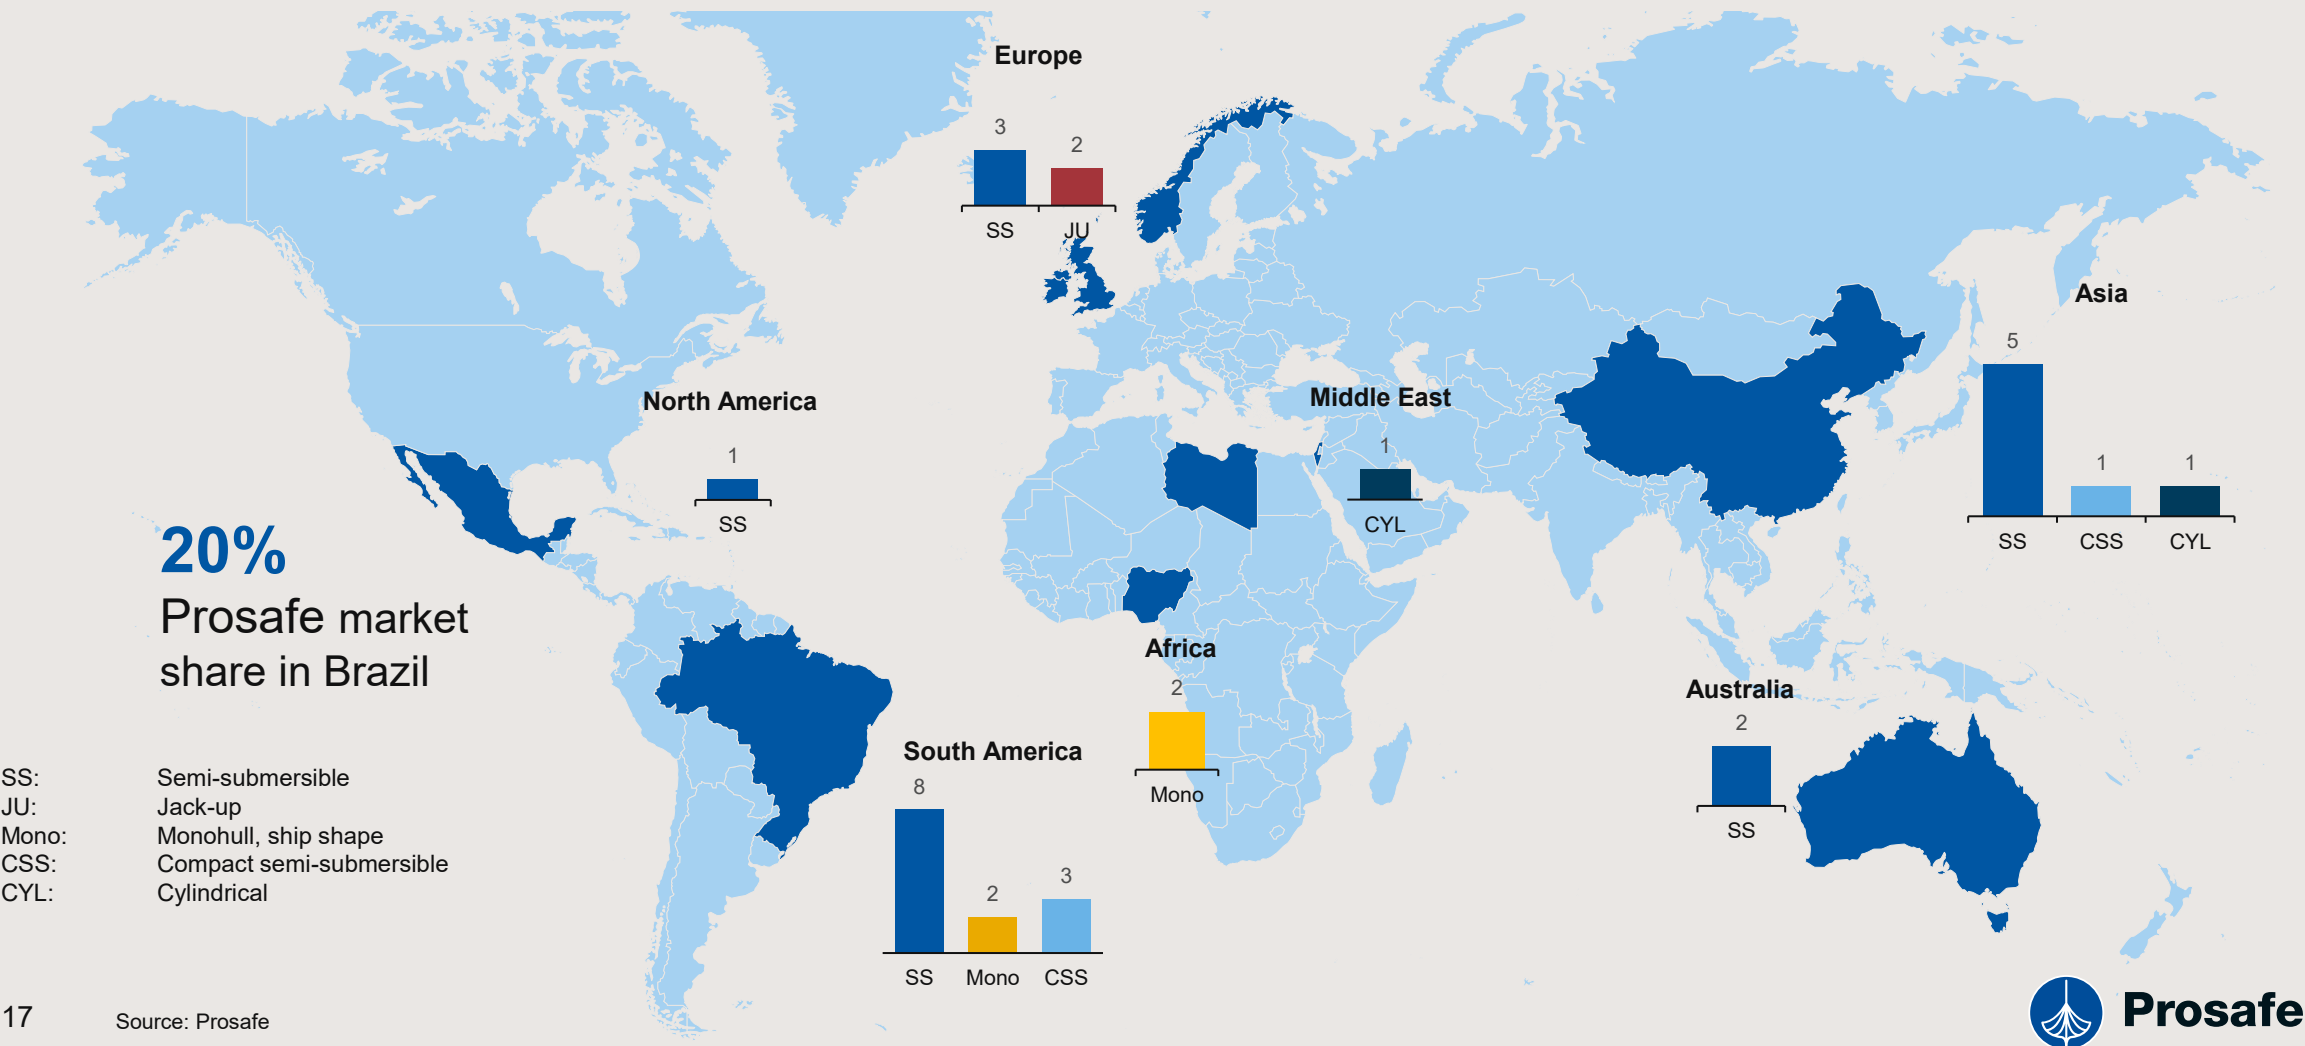 Europe
3
2
SS
JU
Asia
5
1
1
SS
CSS
CYL
North America
1
SS
Middle East
1
CYL
20%
Prosafe market
share in Brazil
Africa
2
Mono
Australia
2
SS
South America
8
2
3
SS
Mono
CSS
SS: Semi-submersible
JU: Jack-up
Mono: Monohull, ship shape
CSS: Compact semi-submersible
CYL: Cylindrical
17
Source: Prosafe
Prosafe